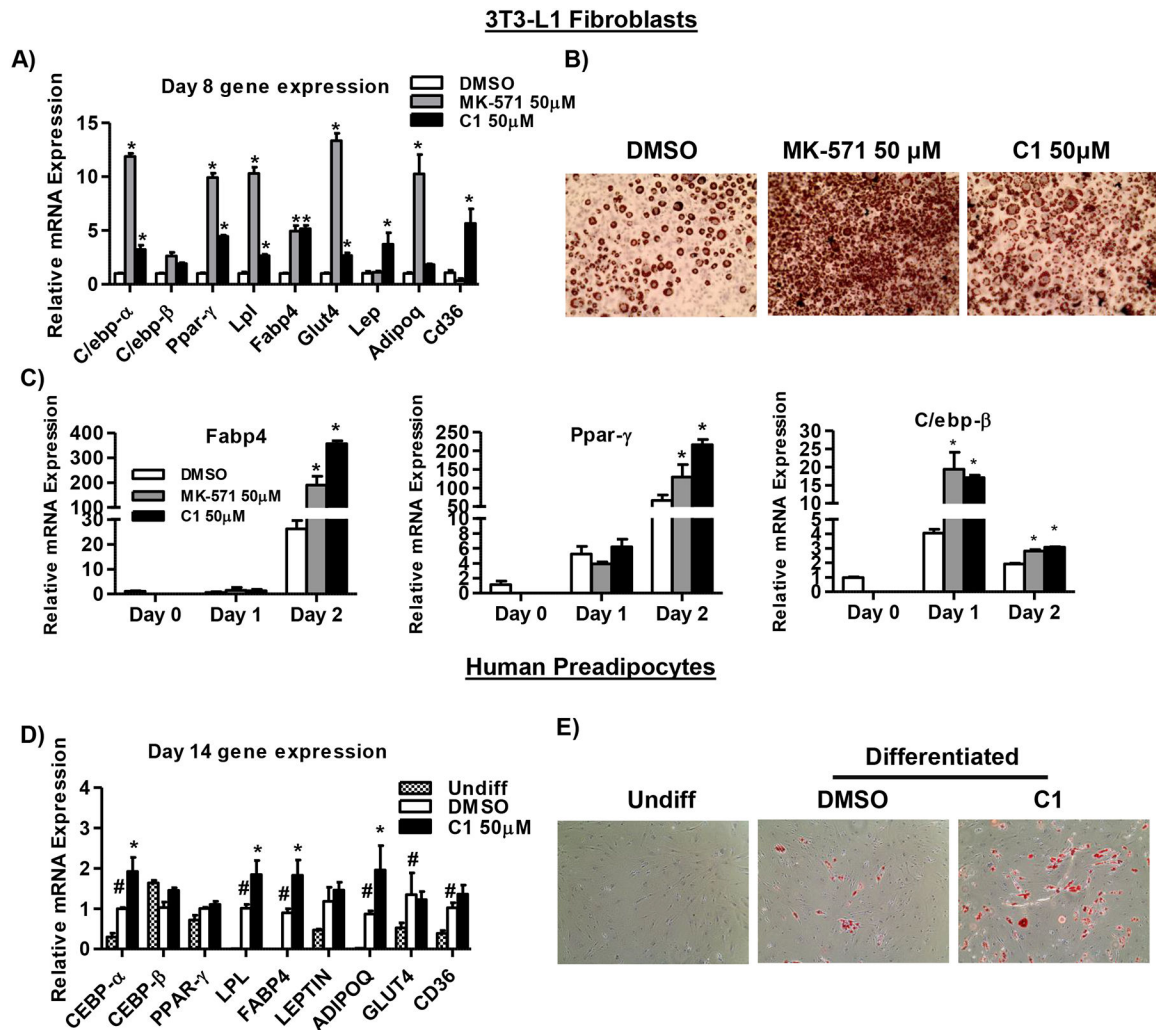 3T3-L1 Fibroblasts
A)
Day 8 gene expression
DMSO
MK-571 50μM
C1 50μM
Relative mRNA Expression
15
10
5
0
* * * * * ** * * * * * *
C/ebp-α C/ebp-β Ppar-γ Lpl Fabp4 Glut4 Lep Adipoq Cd36
B)
DMSO MK-571 50 μM C1 50μM
C)
Relative mRNA Expression
Fabp4
DMSO
MK-571 50μM
C1 50μM
400
300
200
100
30
20
10
0
* *
Day 0 Day 1 Day 2
Relative mRNA Expression
Ppar-γ
250
200
150
100
50
8
6
4
2
0
* *
Day 0 Day 1 Day 2
Relative mRNA Expression
C/ebp-β
30
25
20
15
10
5
4
3
2
1
0
* * * *
Day 0 Day 1 Day 2
Human Preadipocytes
D)
Day 14 gene expression
Undiff
DMSO
C1 50μM
Relative mRNA Expression
4
3
2
1
0
# * # * # * # * # #
CEBP-α CEBP-β PPAR-γ LPL FABP4 LEPTIN ADIPOQ GLUT4 CD36
E)
Differentiated
Undiff DMSO C1